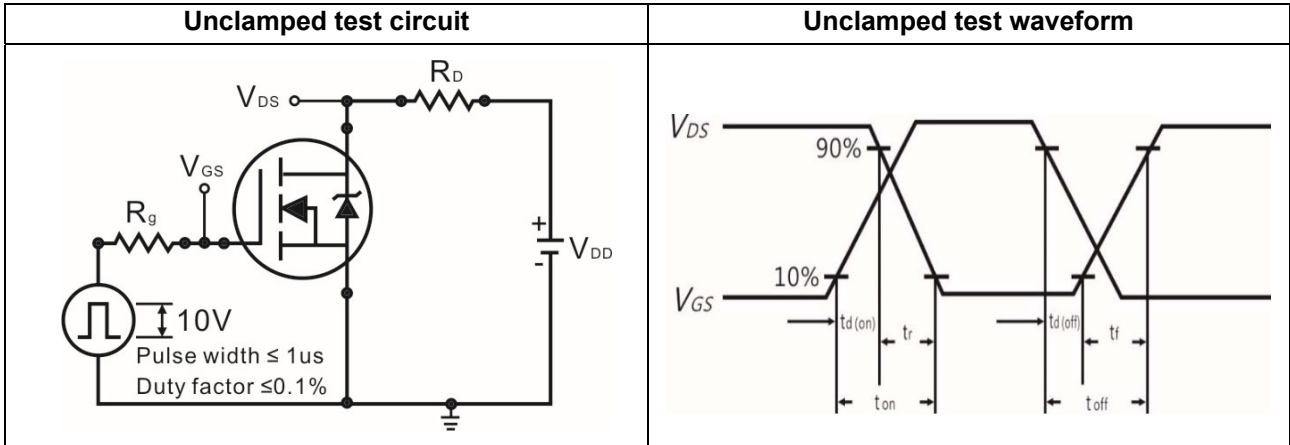 Unclamped test circuit
Unclamped test waveform
RD
VDS
VGS
Rg
+
-
VDD
10V
Pulse width ≤ 1us
Duty factor ≤0.1%
VDS
90%
10%
VGS
td(on)
tr
td(off)
tf
ton
toff